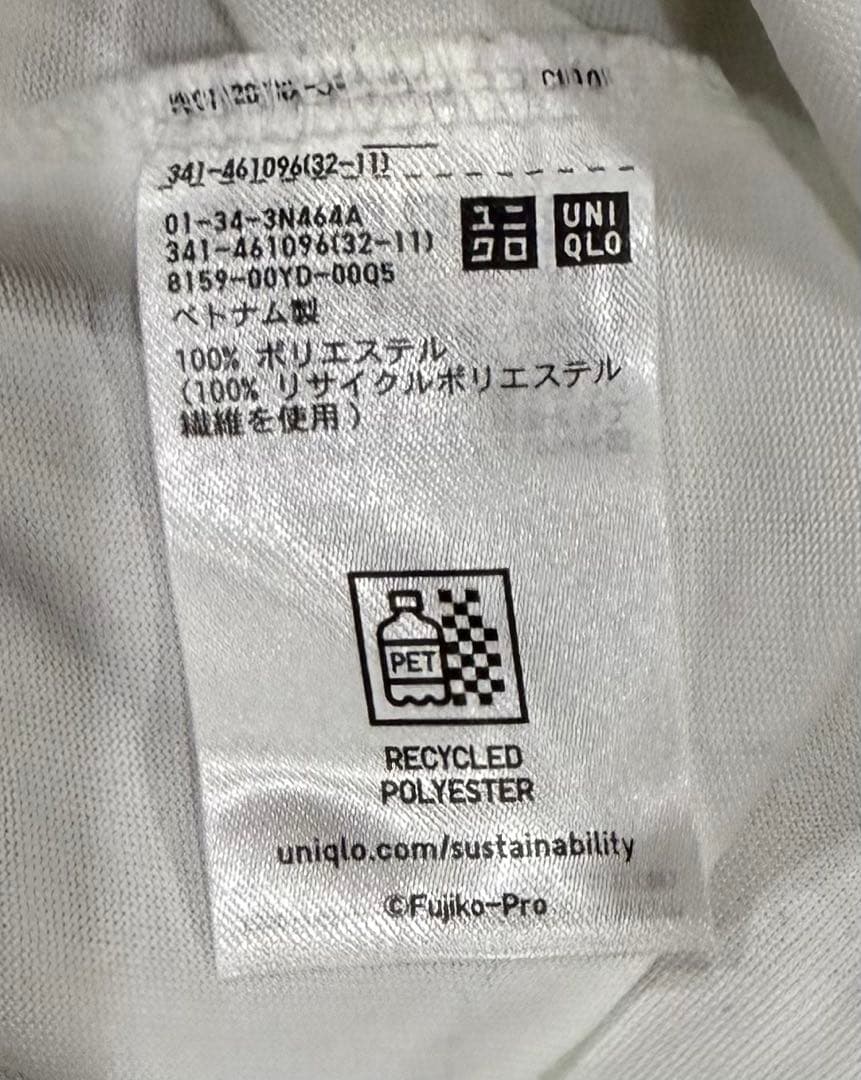 341-461096(32-11)
01-34-3N464A
341-461096(32-11)
8159-00YD-00Q5
ユニクロ
UNIQLO
ベトナム製
100% ポリエステル
(100% リサイクルポリエステル
繊維を使用)
PET
RECYCLED
POLYESTER
uniqlo.com/sustainability
©Fujiko-Pro